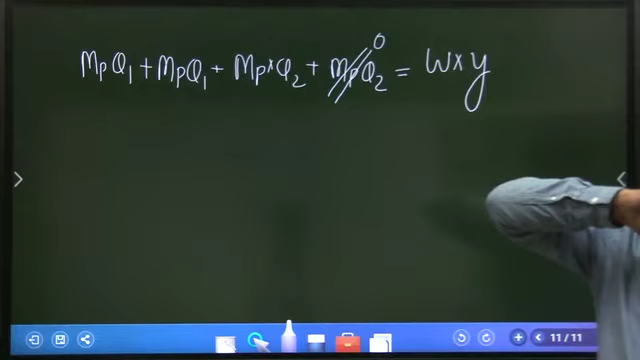 MpQ₁ + MpQ₁ + Mp×Q₂ + MpQ₂ 0 = W×y
11 / 11